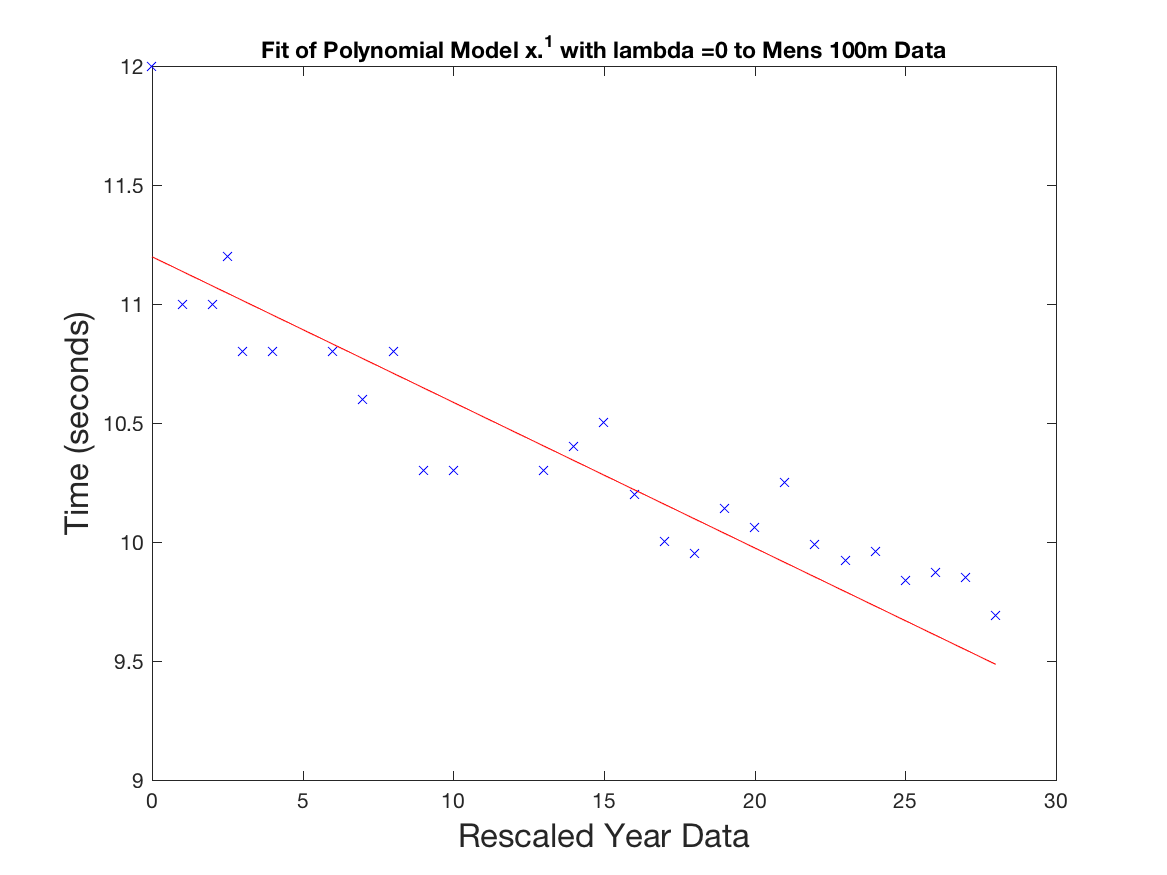 Fit of Polynomial Model x.1 with lambda =0 to Mens 100m Data
12
11.5
11
10.5
10
9.5
9
Time (seconds)
0 5 10 15 20 25 30
Rescaled Year Data